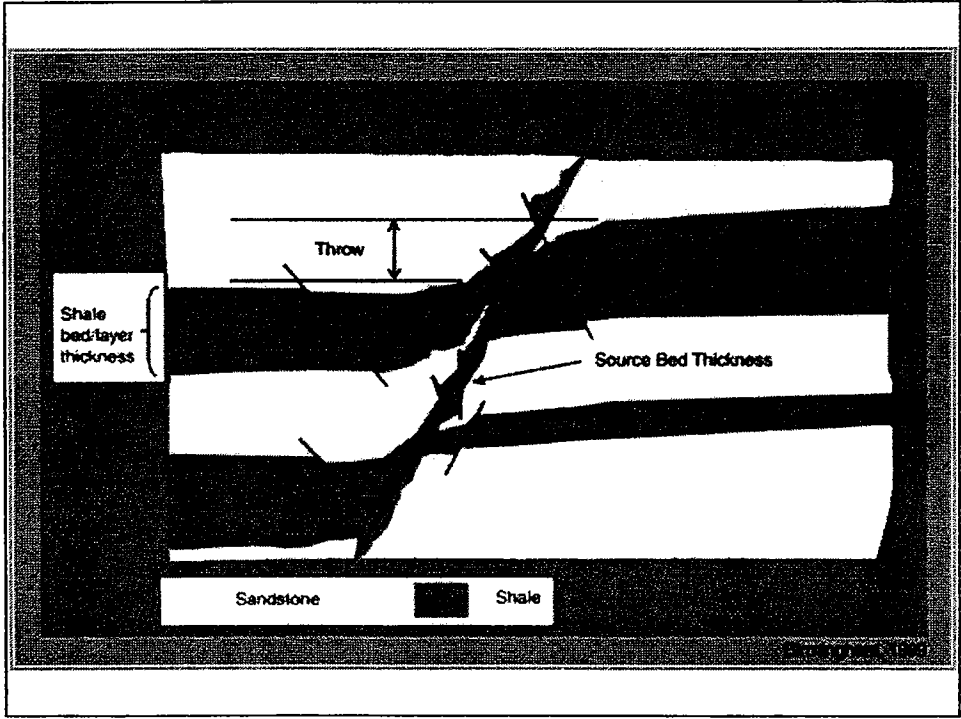 Throw
Shale
bed/layer
thickness
Source Bed Thickness
Sandstone
Shale